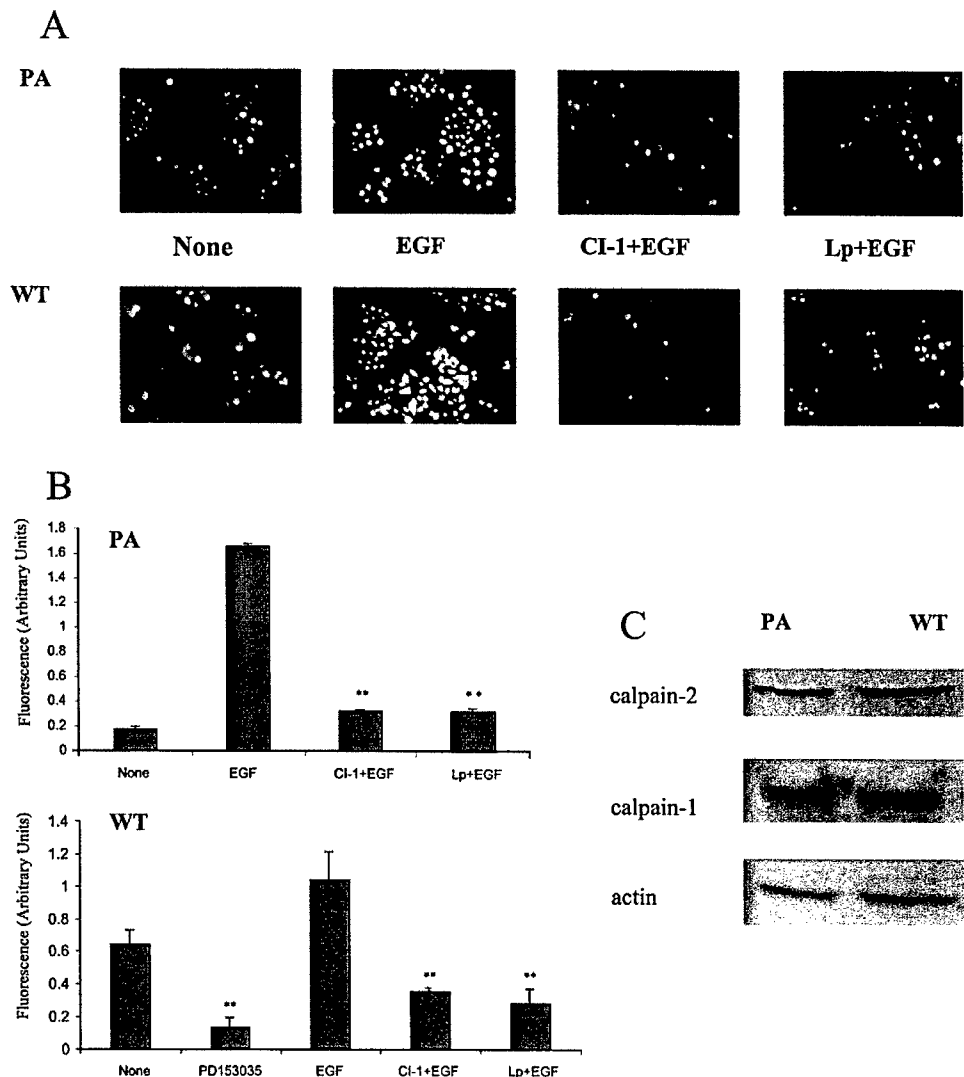 A
PA
None EGF CI-1+EGF Lp+EGF
WT
B
PA
Fluorescence (Arbitrary Units)
1.8
1.6
1.4
1.2
1
0.8
0.6
0.4
0.2
0
** **
None EGF CI-1+EGF Lp+EGF
WT
Fluorescence (Arbitrary Units)
1.4
1.2
1
0.8
0.6
0.4
0.2
0
** ** **
None PD153035 EGF CI-1+EGF Lp+EGF
C
PA WT
calpain-2
calpain-1
actin